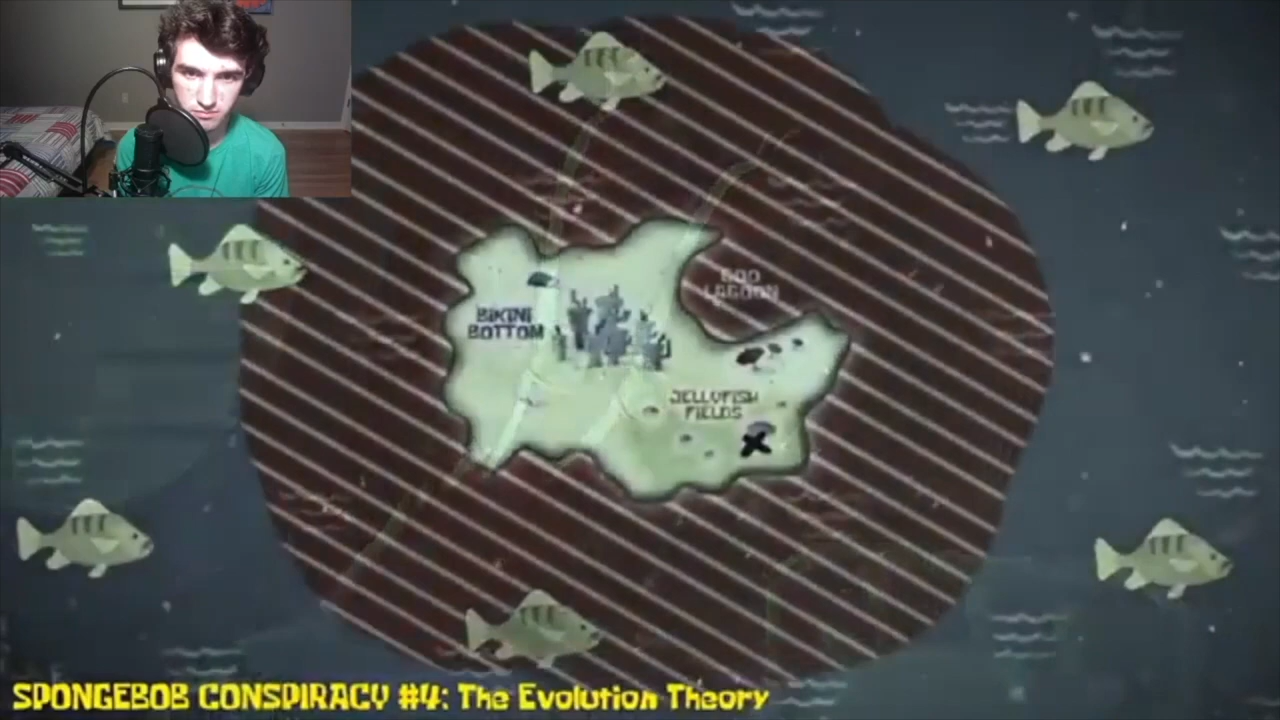 GOO
LAGOON
BIKINI
BOTTOM
JELLYFISH
FIELDS
SPONGEBOB CONSPIRACY #4: The Evolution Theory